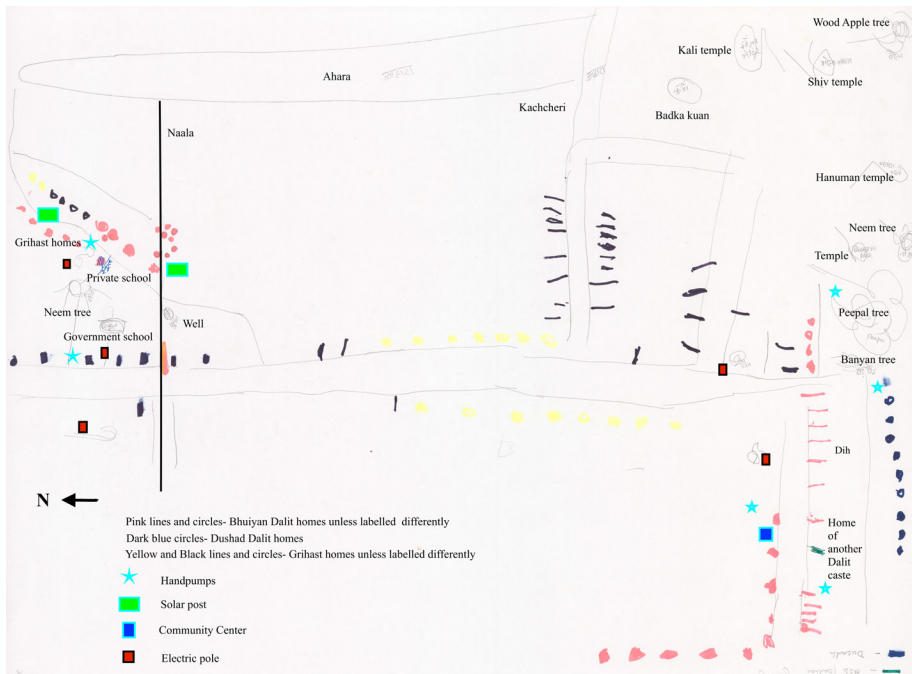 Wood Apple tree
Kali temple
Shiv temple
Ahara
Kachcheri
Badka kuan
Naala
Hanuman temple
Neem tree
Grihast homes
Temple
Private school
Neem tree
Peepal tree
Well
Government school
Banyan tree
Dih
N
Pink lines and circles- Bhuiyan Dalit homes unless labelled differently
Dark blue circles- Dushad Dalit homes
Yellow and Black lines and circles- Grihast homes unless labelled differently
Home
of
another
Dalit
caste
Handpumps
Solar post
Community Center
Electric pole